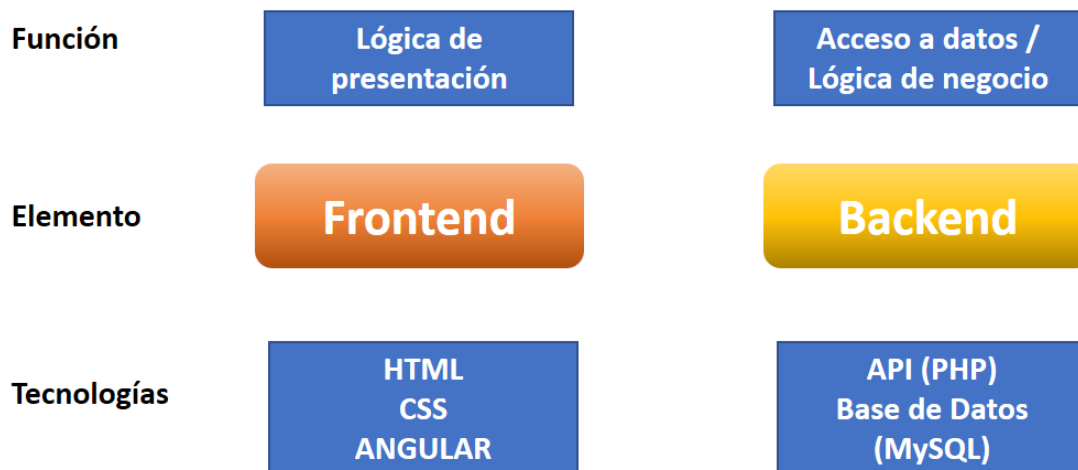 Función
Lógica de
presentación
Acceso a datos /
Lógica de negocio
Elemento
Frontend
Backend
Tecnologías
HTML
CSS
ANGULAR
API (PHP)
Base de Datos
(MySQL)